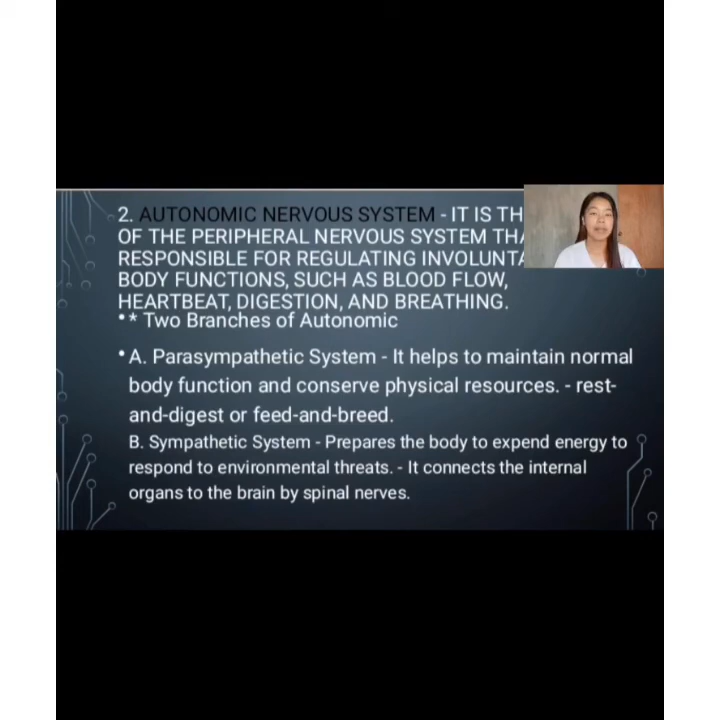 2. AUTONOMIC NERVOUS SYSTEM - IT IS TH
OF THE PERIPHERAL NERVOUS SYSTEM THA
RESPONSIBLE FOR REGULATING INVOLUNTA
BODY FUNCTIONS, SUCH AS BLOOD FLOW,
HEARTBEAT, DIGESTION, AND BREATHING.
• * Two Branches of Autonomic
• A. Parasympathetic System - It helps to maintain normal
body function and conserve physical resources. - rest-
and-digest or feed-and-breed.
B. Sympathetic System - Prepares the body to expend energy to
respond to environmental threats. - It connects the internal
organs to the brain by spinal nerves.